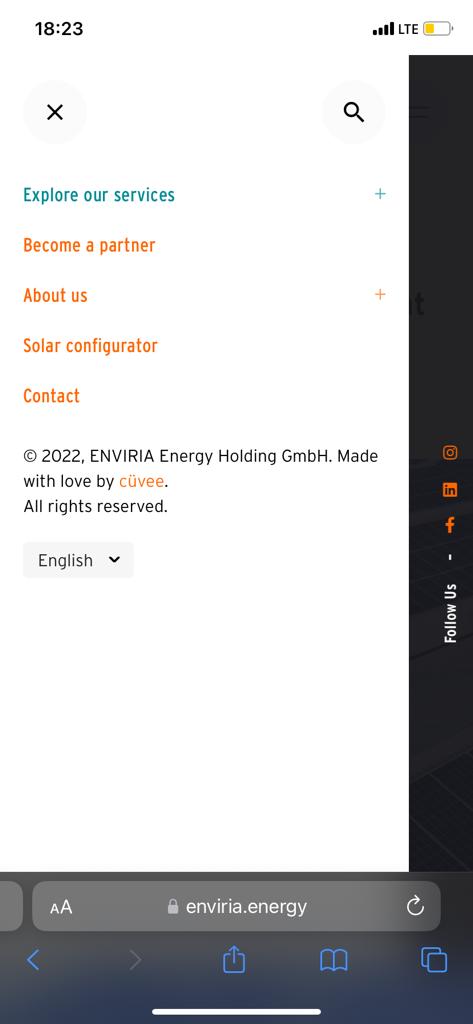 18:23
LTE
Explore our services +
Become a partner
About us +
Solar configurator
Contact
© 2022, ENVIRIA Energy Holding GmbH. Made
with love by cüvee.
All rights reserved.
English
Follow Us -
AA
enviria.energy